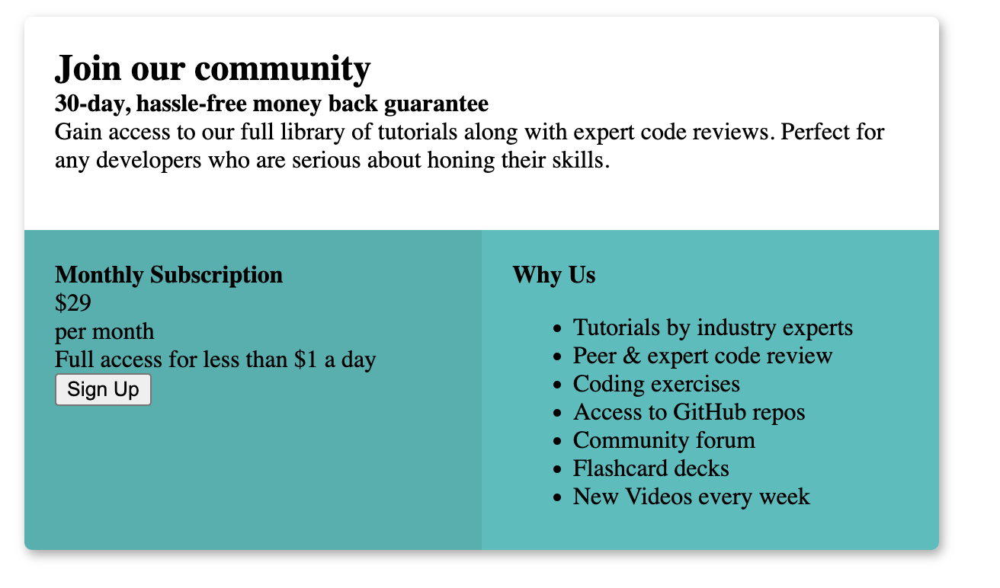 Join our community
30-day, hassle-free money back guarantee
Gain access to our full library of tutorials along with expert code reviews. Perfect for
any developers who are serious about honing their skills.
Monthly Subscription
$29
per month
Full access for less than $1 a day
Sign Up
Why Us
Tutorials by industry experts
Peer & expert code review
Coding exercises
Access to GitHub repos
Community forum
Flashcard decks
New Videos every week